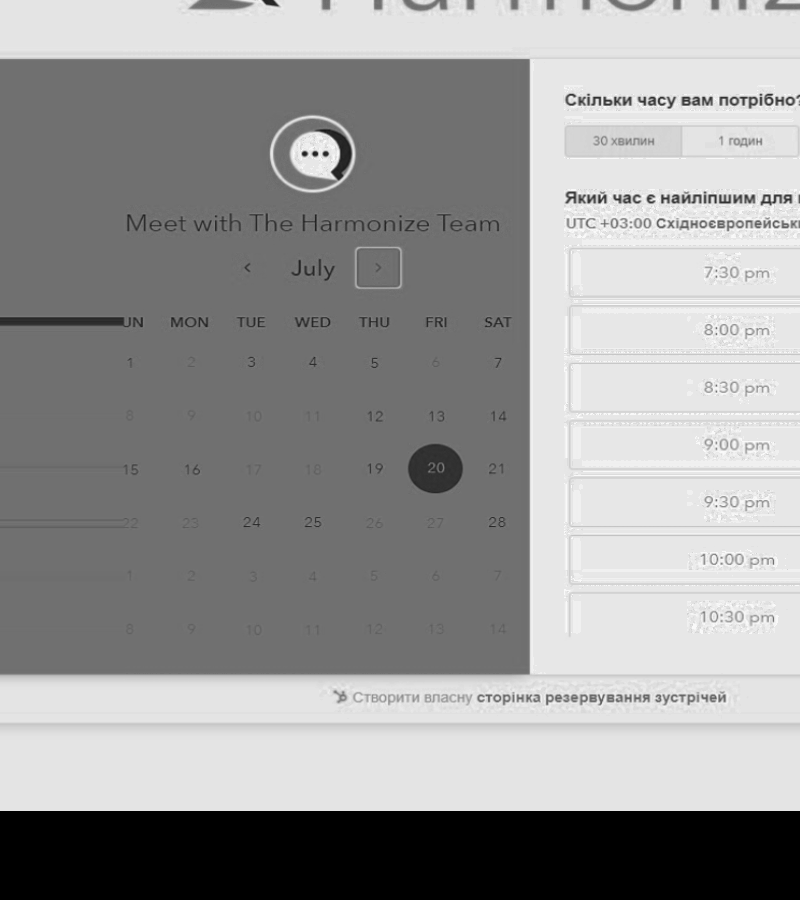 Meet with The Harmonize Team
< July >
UN MON TUE WED THU FRI SAT
1 2 3 4 5 6 7
8 9 10 11 12 13 14
15 16 17 18 19 20 21
22 23 24 25 26 27 28
1 2 3 4 5 6 7
8 9 10 11 12 13 14
Скільки часу вам потрібно?
30 хвилин 1 годин
Який час є найліпшим для
UTC +03:00 Східноєвропейськ
7:30 pm
8:00 pm
8:30 pm
9:00 pm
9:30 pm
10:00 pm
10:30 pm
Створити власну сторінка резервування зустрічей